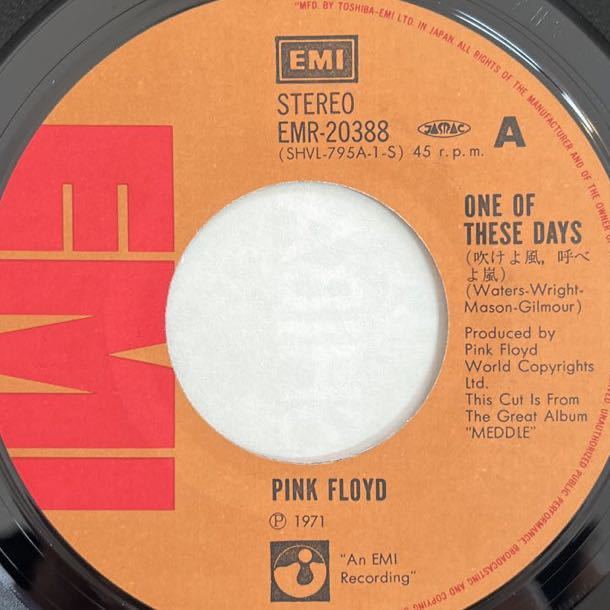 "MFD. BY TOSHIBA-EMI LTD. IN JAPAN. ALL RIGHTS OF THE MANUFACTURER AND OF THE OWNER O
ED UNAUTHORIZED PUBLIC PERFORMANCE, BROADCASTING AND COPYING
EMI
EMI
STEREO
EMR-20388
JASRAC
A
(SHVL-795A-1-S) 45 r.p.m.
ONE OF
THESE DAYS
(吹けよ風, 呼べ
よ嵐)
(Waters-Wright-
Mason-Gilmour)
Produced by
Pink Floyd
World Copyrights
Ltd.
This Cut Is From
The Great Album
"MEDDLE"
PINK FLOYD
Ⓟ 1971
"An EMI
Recording"